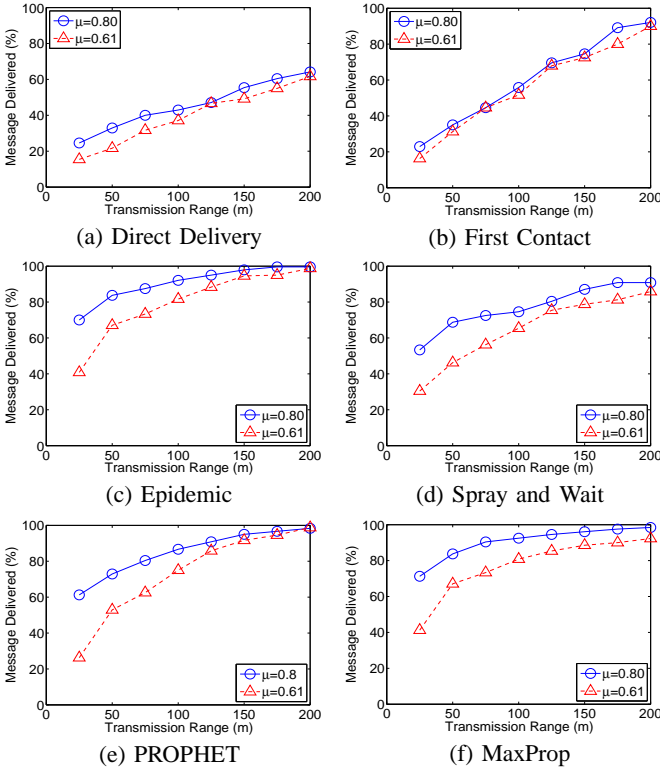 100
80
60
40
20
0
Message Delivered (%)
μ=0.80
μ=0.61
0 50 100 150 200
Transmission Range (m)
(a) Direct Delivery
100
80
60
40
20
0
Message Delivered (%)
μ=0.80
μ=0.61
0 50 100 150 200
Transmission Range (m)
(b) First Contact
100
80
60
40
20
0
Message Delivered (%)
μ=0.80
μ=0.61
0 50 100 150 200
Transmission Range (m)
(c) Epidemic
100
80
60
40
20
0
Message Delivered (%)
μ=0.80
μ=0.61
0 50 100 150 200
Transmission Range (m)
(d) Spray and Wait
100
80
60
40
20
0
Message Delivered (%)
μ=0.8
μ=0.61
0 50 100 150 200
Transmission Range (m)
(e) PROPHET
100
80
60
40
20
0
Message Delivered (%)
μ=0.80
μ=0.61
0 50 100 150 200
Transmission Range (m)
(f) MaxProp